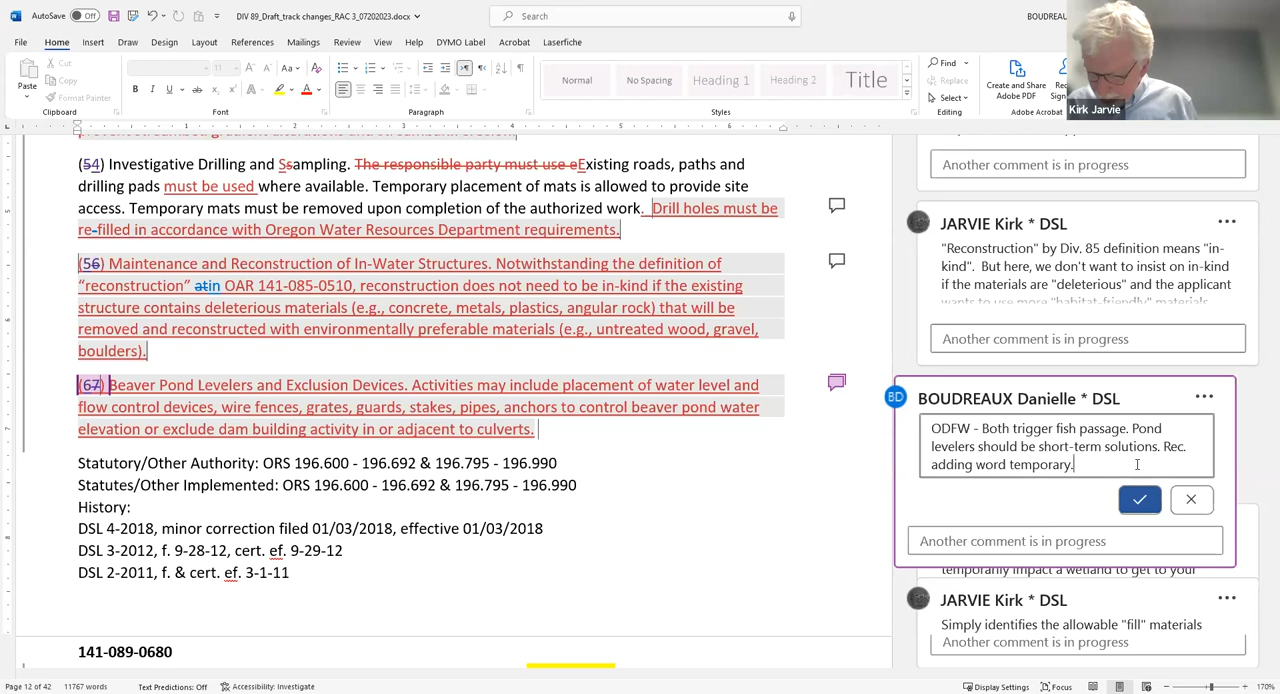 AutoSave Off DIV 89_Draft_track changes_RAC 3_07202023.docx Search BOUDREAU
File Home Insert Draw Design Layout References Mailings Review View Help DYMO Label Acrobat Laserfiche
Paste
Cut
Copy
Format Painter
Clipboard
11
Font
Paragraph
Normal No Spacing Heading 1 Heading 2 Title
Styles
Find
Replace
Select
Editing
Create and Share
Adobe PDF
Adobe Acrobat
Kirk Jarvie
(54) Investigative Drilling and Ssampling. The responsible party must use eExisting roads, paths and
drilling pads must be used where available. Temporary placement of mats is allowed to provide site
access. Temporary mats must be removed upon completion of the authorized work. Drill holes must be
re-filled in accordance with Oregon Water Resources Department requirements.
(56) Maintenance and Reconstruction of In-Water Structures. Notwithstanding the definition of
“reconstruction” atin OAR 141-085-0510, reconstruction does not need to be in-kind if the existing
structure contains deleterious materials (e.g., concrete, metals, plastics, angular rock) that will be
removed and reconstructed with environmentally preferable materials (e.g., untreated wood, gravel,
boulders).
(67) Beaver Pond Levelers and Exclusion Devices. Activities may include placement of water level and
flow control devices, wire fences, grates, guards, stakes, pipes, anchors to control beaver pond water
elevation or exclude dam building activity in or adjacent to culverts.
Statutory/Other Authority: ORS 196.600 - 196.692 & 196.795 - 196.990
Statutes/Other Implemented: ORS 196.600 - 196.692 & 196.795 - 196.990
History:
DSL 4-2018, minor correction filed 01/03/2018, effective 01/03/2018
DSL 3-2012, f. 9-28-12, cert. ef. 9-29-12
DSL 2-2011, f. & cert. ef. 3-1-11
141-089-0680
Another comment is in progress
JARVIE Kirk * DSL
"Reconstruction" by Div. 85 definition means "in-
kind". But here, we don't want to insist on in-kind
if the materials are "deleterious" and the applicant
wants to use more "habitat-friendly" materials
Another comment is in progress
BD BOUDREAUX Danielle * DSL
ODFW - Both trigger fish passage. Pond
levelers should be short-term solutions. Rec.
adding word temporary.
Another comment is in progress
temporarily impact a wetland to get to your
JARVIE Kirk * DSL
Simply identifies the allowable "fill" materials
Another comment is in progress
Page 12 of 42 11767 words Text Predictions: Off Accessibility: Investigate Display Settings Focus 170%